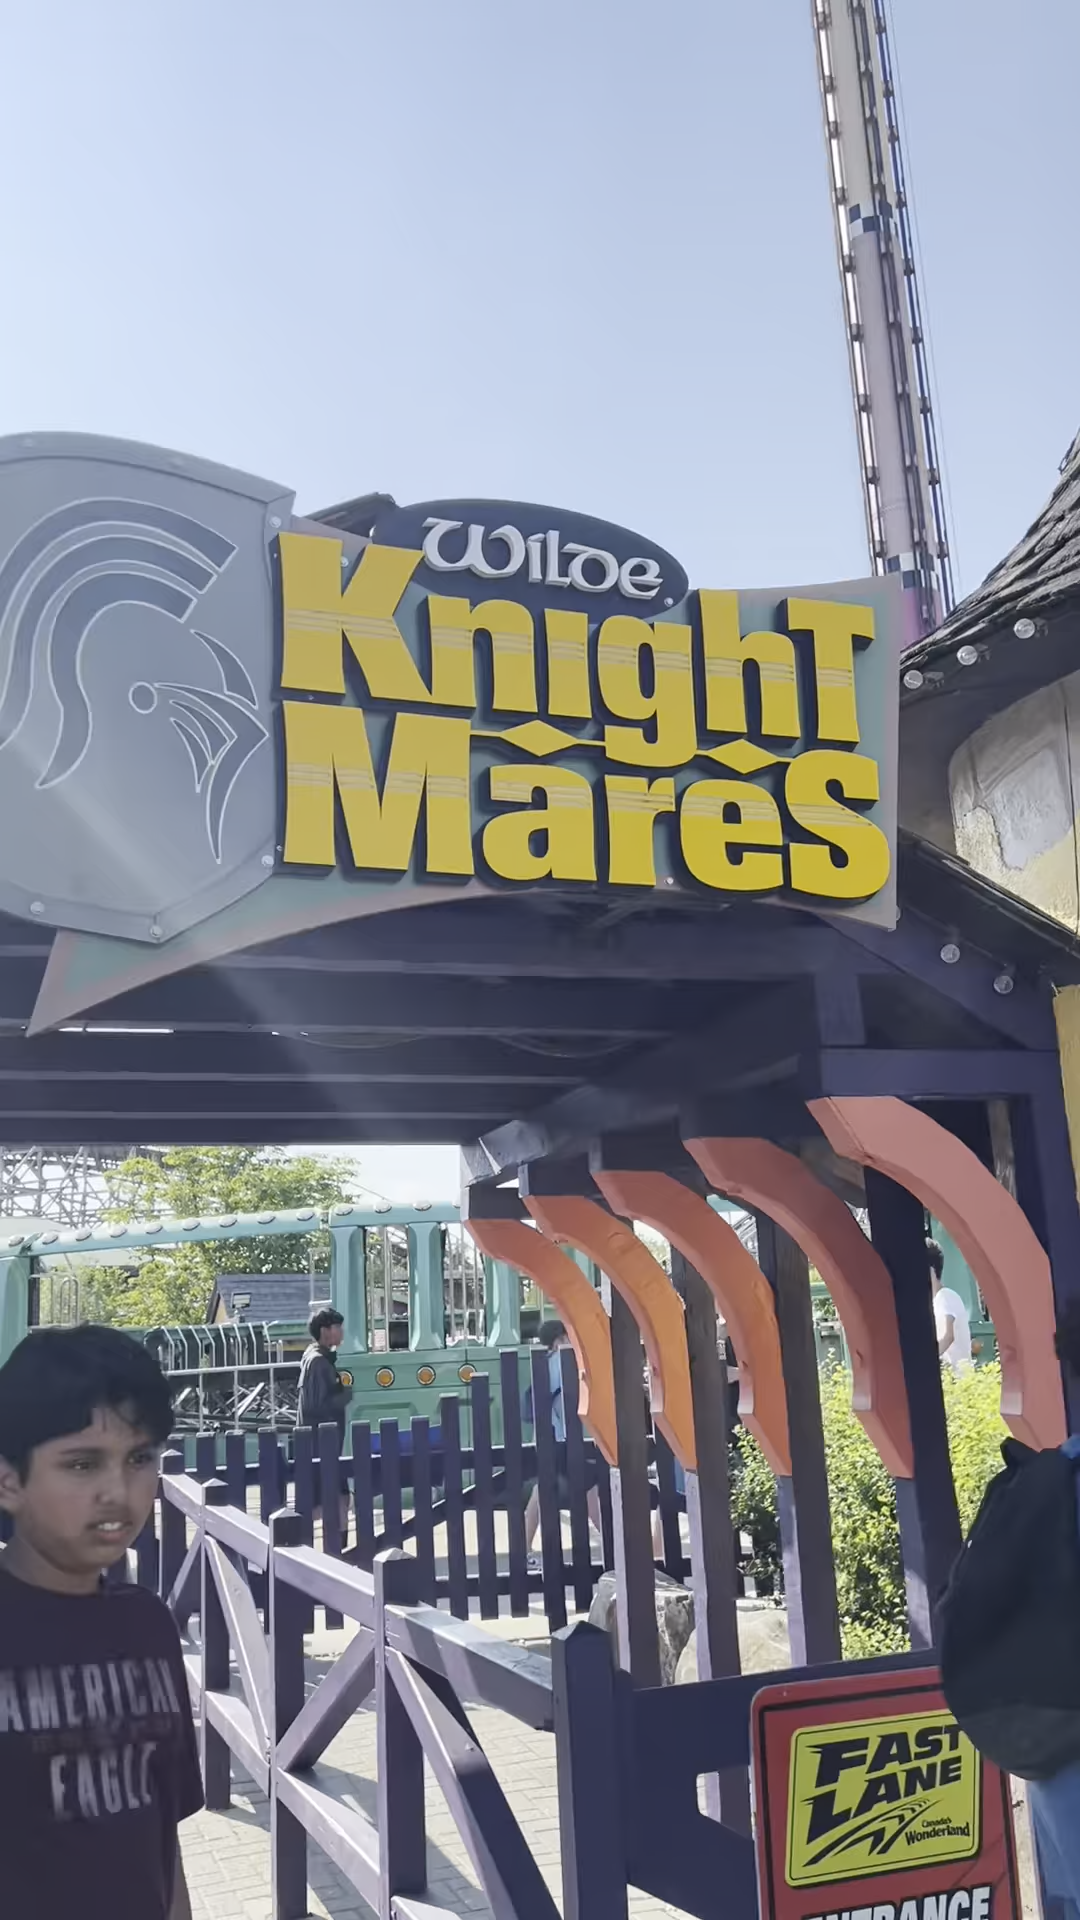 Wilde
KnighT
MareS
AMERICAN
EAGLE
FAST
LANE
Canada's
Wonderland
ENTRANCE